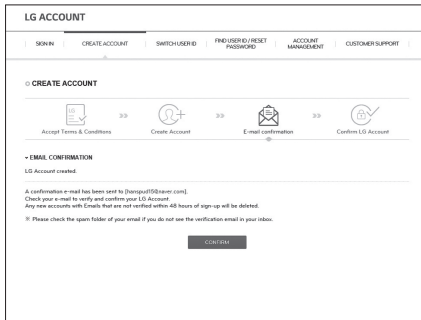 LG ACCOUNT
SIGN IN
CREATE ACCOUNT
SWITCH USER ID
FIND USER ID / RESET
PASSWORD
ACCOUNT
MANAGEMENT
CUSTOMER SUPPORT
CREATE ACCOUNT
Accept Terms & Conditions
Create Account
E-mail confirmation
Confirm LG Account
EMAIL CONFIRMATION
LG Account created.
A confirmation e-mail has been sent to [hanspud15@naver.com].
Check your e-mail to verify and confirm your LG Account.
Any new accounts with Emails that are not verified within 48 hours of sign-up will be deleted.
※ Please check the spam folder of your email if you do not see the verification email in your inbox.
CONFIRM